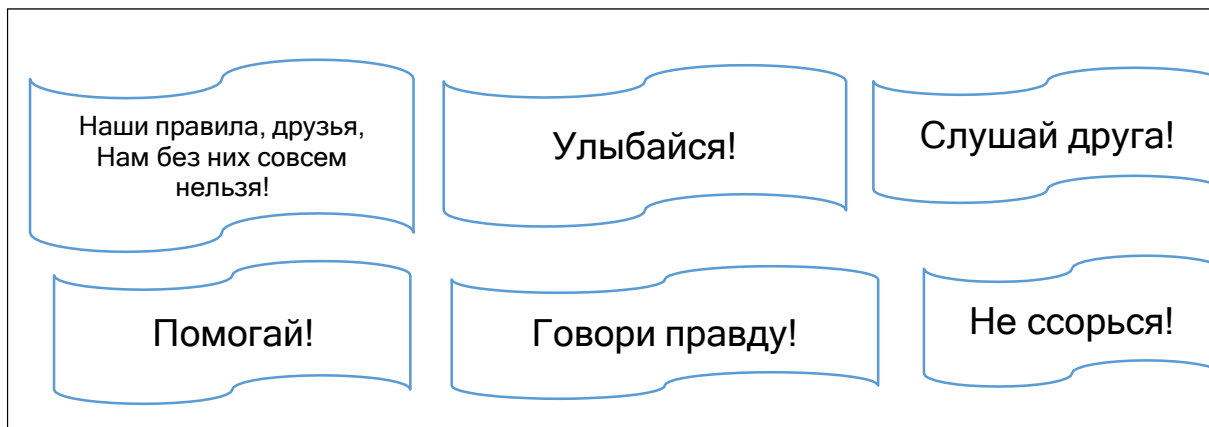 Наши правила, друзья,
Нам без них совсем
нельзя!
Улыбайся!
Слушай друга!
Помогай!
Говори правду!
Не ссорься!